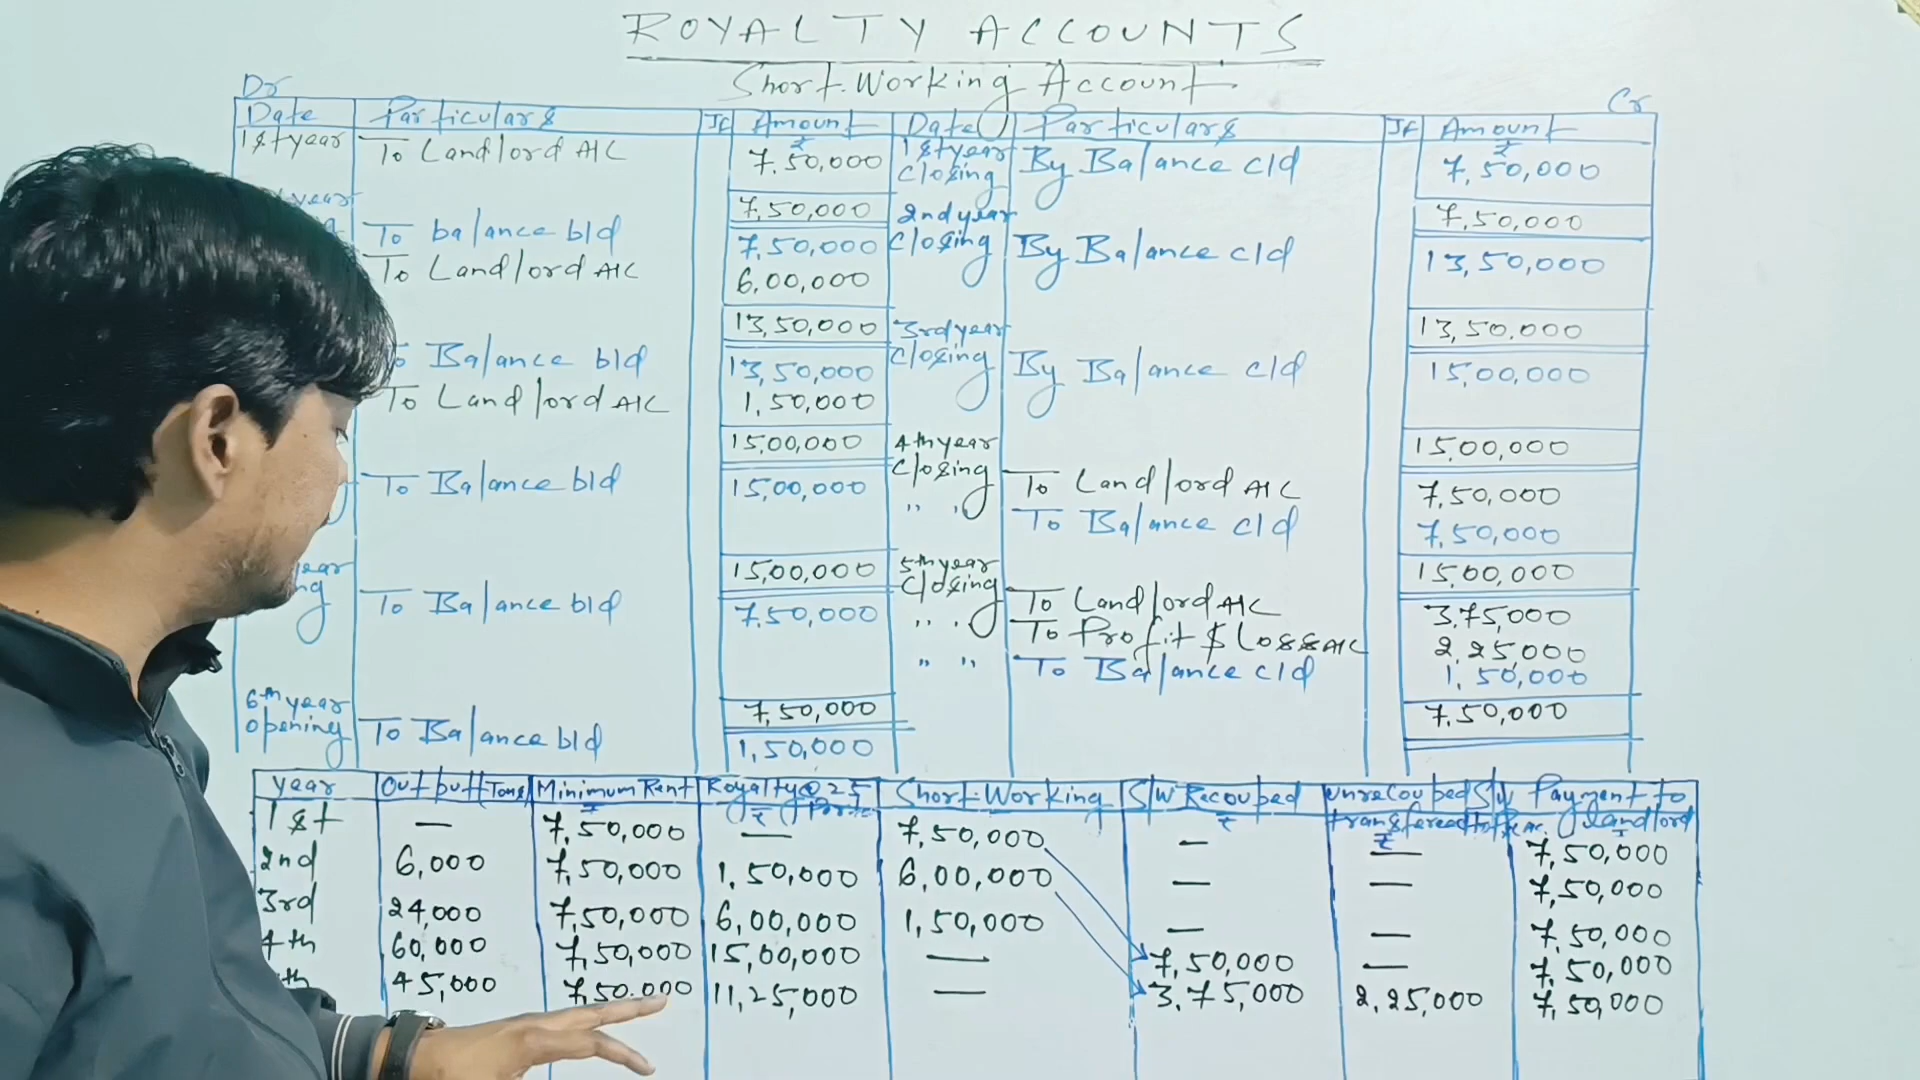 ROYALTY ACCOUNTS
Short-Working Account
Dr Cr
Date Particulars JF Amount Date Particulars JF Amount
₹ ₹
1st year To Landlord A/C 7,50,000 1st year closing By Balance c/d 7,50,000
year 7,50,000 7,50,000
To balance b/d 7,50,000 2nd year closing By Balance c/d 13,50,000
To Landlord A/C 6,00,000
13,50,000 13,50,000
To Balance b/d 13,50,000 3rd year closing By Balance c/d 15,00,000
To Landlord A/C 1,50,000
15,00,000 15,00,000
To Balance b/d 15,00,000 4th year closing To Landlord A/C 7,50,000
" " To Balance c/d 7,50,000
15,00,000 15,00,000
To Balance b/d 7,50,000 5th year closing To Landlord A/C 3,75,000
" " To Profit $ Loss A/C 2,25,000
" " To Balance c/d 1,50,000
7,50,000 7,50,000
6th year opening To Balance b/d 1,50,000
year Outputt (Tons) Minimum Rent ₹ Royalty @ 25 ₹ Short-Working S/W Recouped ₹ unrecouped S/W transfered to ₹ Payment to landlord ₹
1st — 7,50,000 — 7,50,000 — — 7,50,000
2nd 6,000 7,50,000 1,50,000 6,00,000 — — 7,50,000
3rd 24,000 7,50,000 6,00,000 1,50,000 — — 7,50,000
4th 60,000 7,50,000 15,00,000 — 7,50,000 — 7,50,000
th 45,000 7,50,000 11,25,000 — 3,75,000 2,25,000 7,50,000